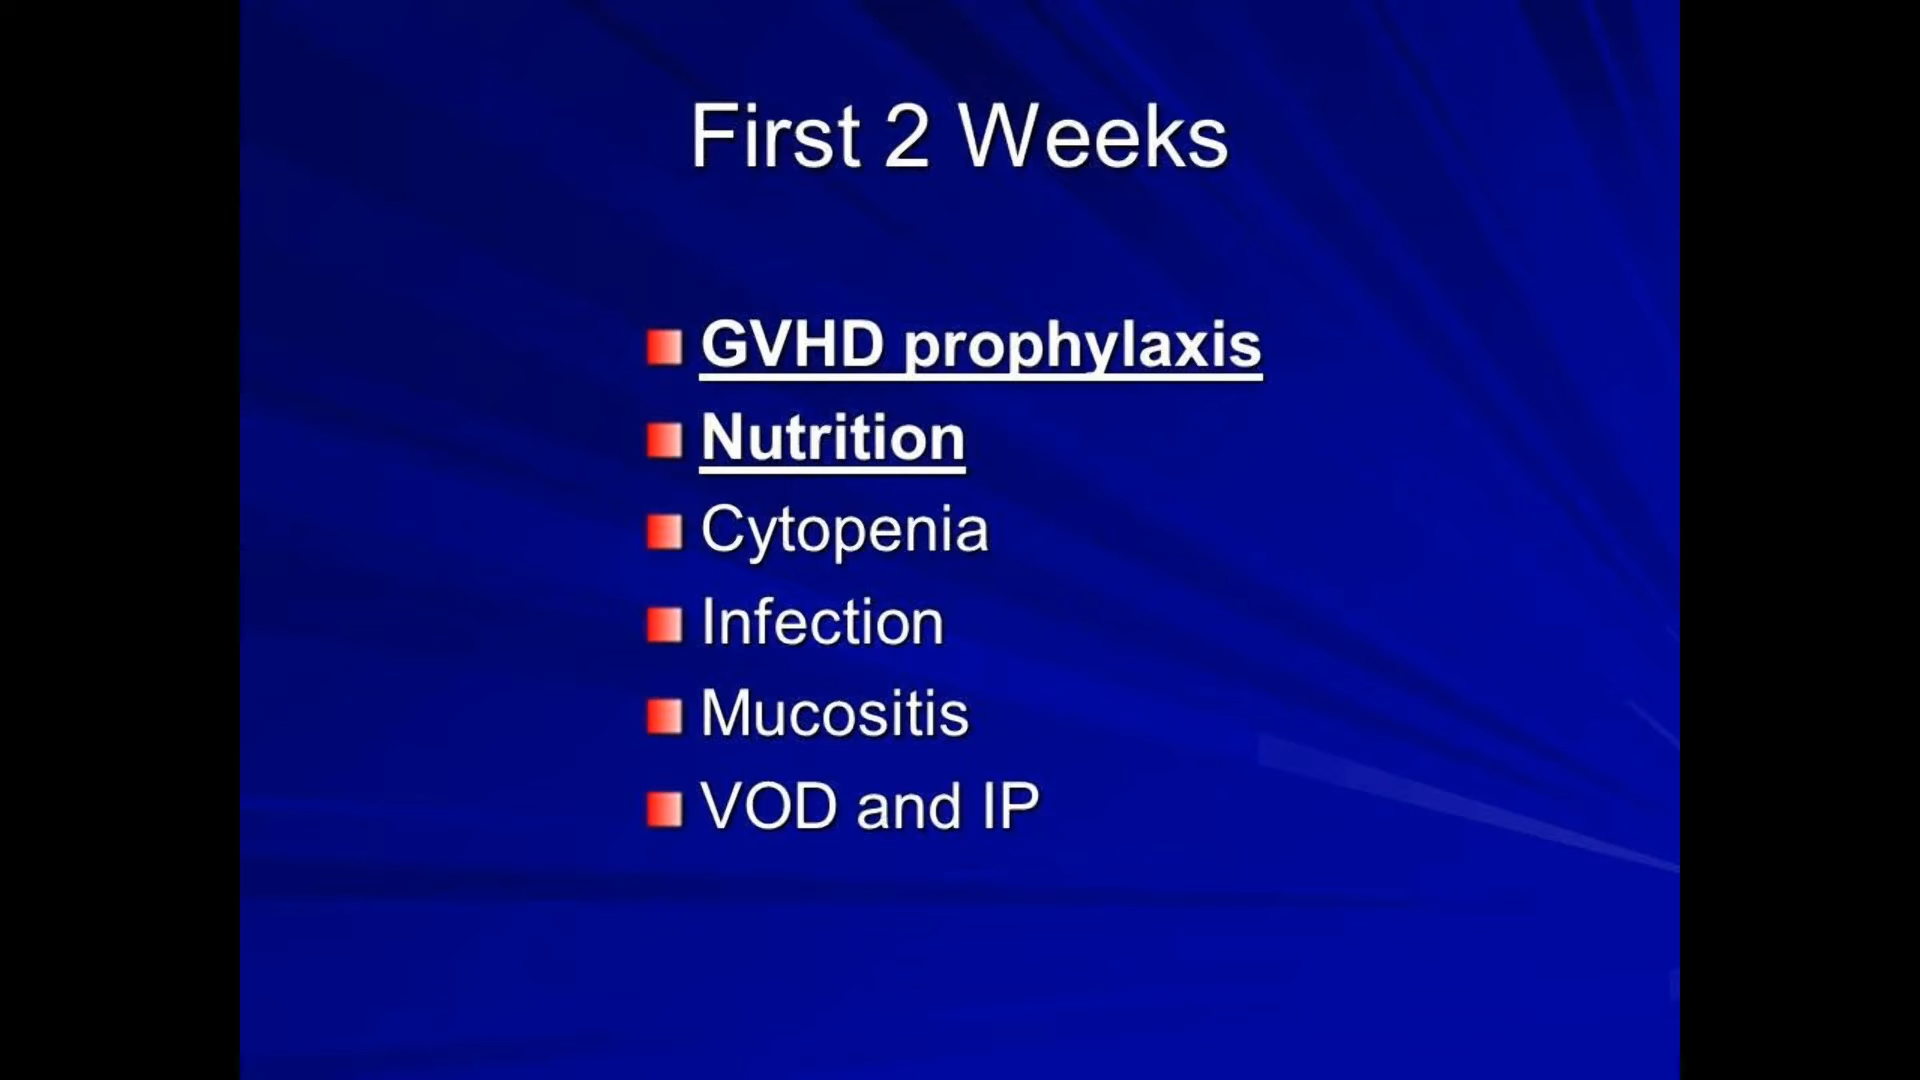 First 2 Weeks
GVHD prophylaxis
Nutrition
Cytopenia
Infection
Mucositis
VOD and IP